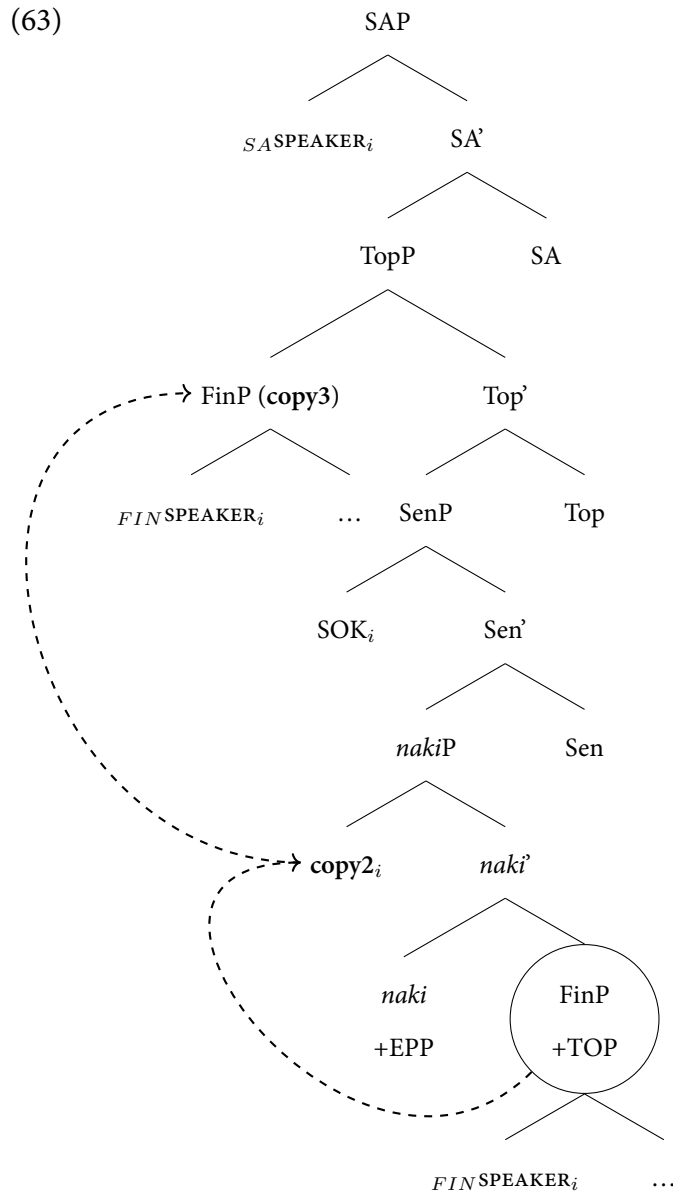 (63)
SAP
SASPEAKERi SA’
TopP SA
FinP (copy3) Top’
FINSPEAKERi … SenP Top
SOKi Sen’
nakiP Sen
copy2i naki’
naki FinP
+EPP +TOP
FINSPEAKERi …